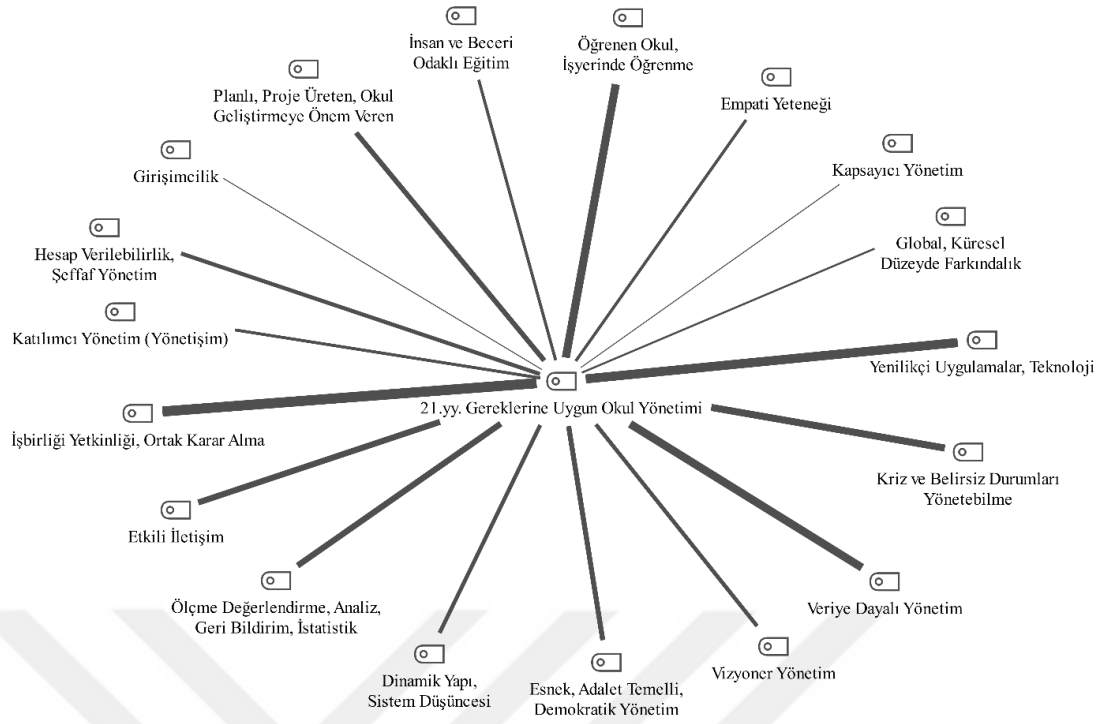 İnsan ve Beceri
Odaklı Eğitim
Öğrenen Okul,
İşyerinde Öğrenme
Planlı, Proje Üreten, Okul
Geliştirmeye Önem Veren
Empati Yeteneği
Girişimcilik
Kapsayıcı Yönetim
Hesap Verilebilirlik,
Şeffaf Yönetim
Global, Küresel
Düzeyde Farkındalık
Katılımcı Yönetim (Yönetişim)
Yenilikçi Uygulamalar, Teknoloji
21.yy. Gereklerine Uygun Okul Yönetimi
İşbirliği Yetkinliği, Ortak Karar Alma
Kriz ve Belirsiz Durumları
Yönetebilme
Etkili İletişim
Ölçme Değerlendirme, Analiz,
Geri Bildirim, İstatistik
Veriye Dayalı Yönetim
Dinamik Yapı,
Sistem Düşüncesi
Esnek, Adalet Temelli,
Demokratik Yönetim
Vizyoner Yönetim